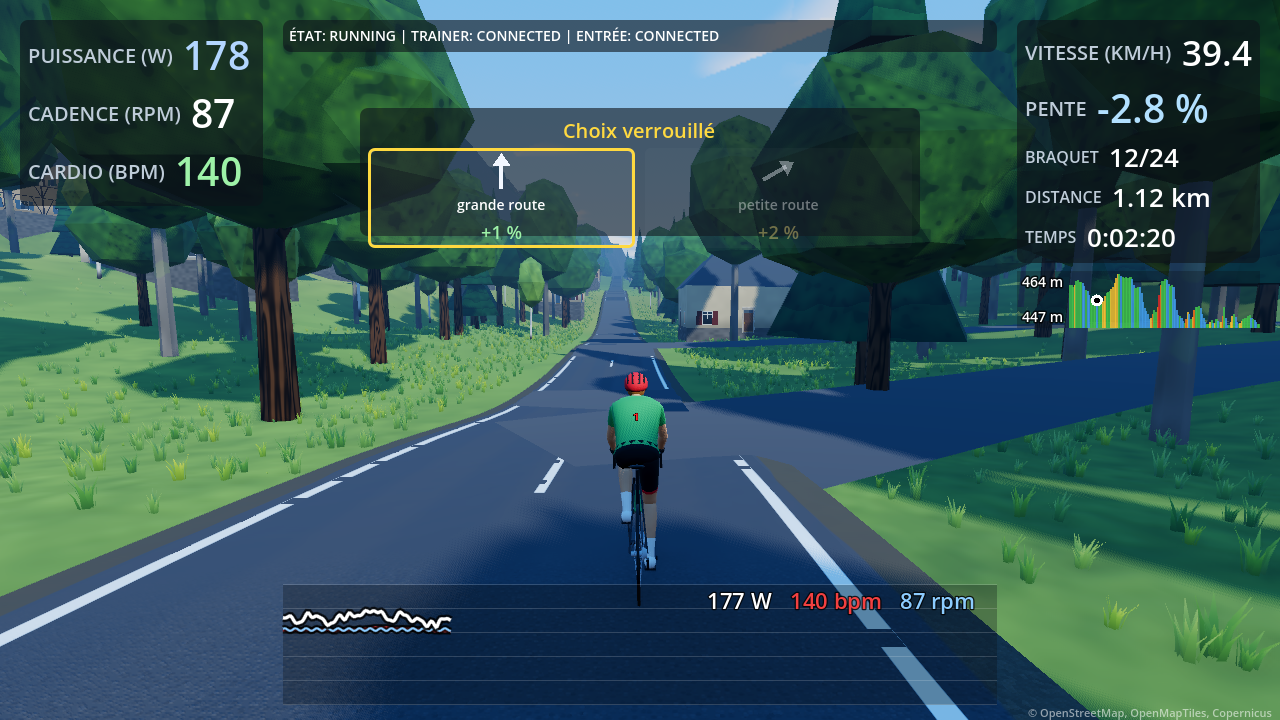 PUISSANCE (W) 178
CADENCE (RPM) 87
CARDIO (BPM) 140
ÉTAT: RUNNING | TRAINER: CONNECTED | ENTRÉE: CONNECTED
Choix verrouillé
grande route
+1 %
petite route
+2 %
VITESSE (KM/H) 39.4
PENTE -2.8 %
BRAQUET 12/24
DISTANCE 1.12 km
TEMPS 0:02:20
464 m
447 m
1
177 W 140 bpm 87 rpm
© OpenStreetMap, OpenMapTiles, Copernicus